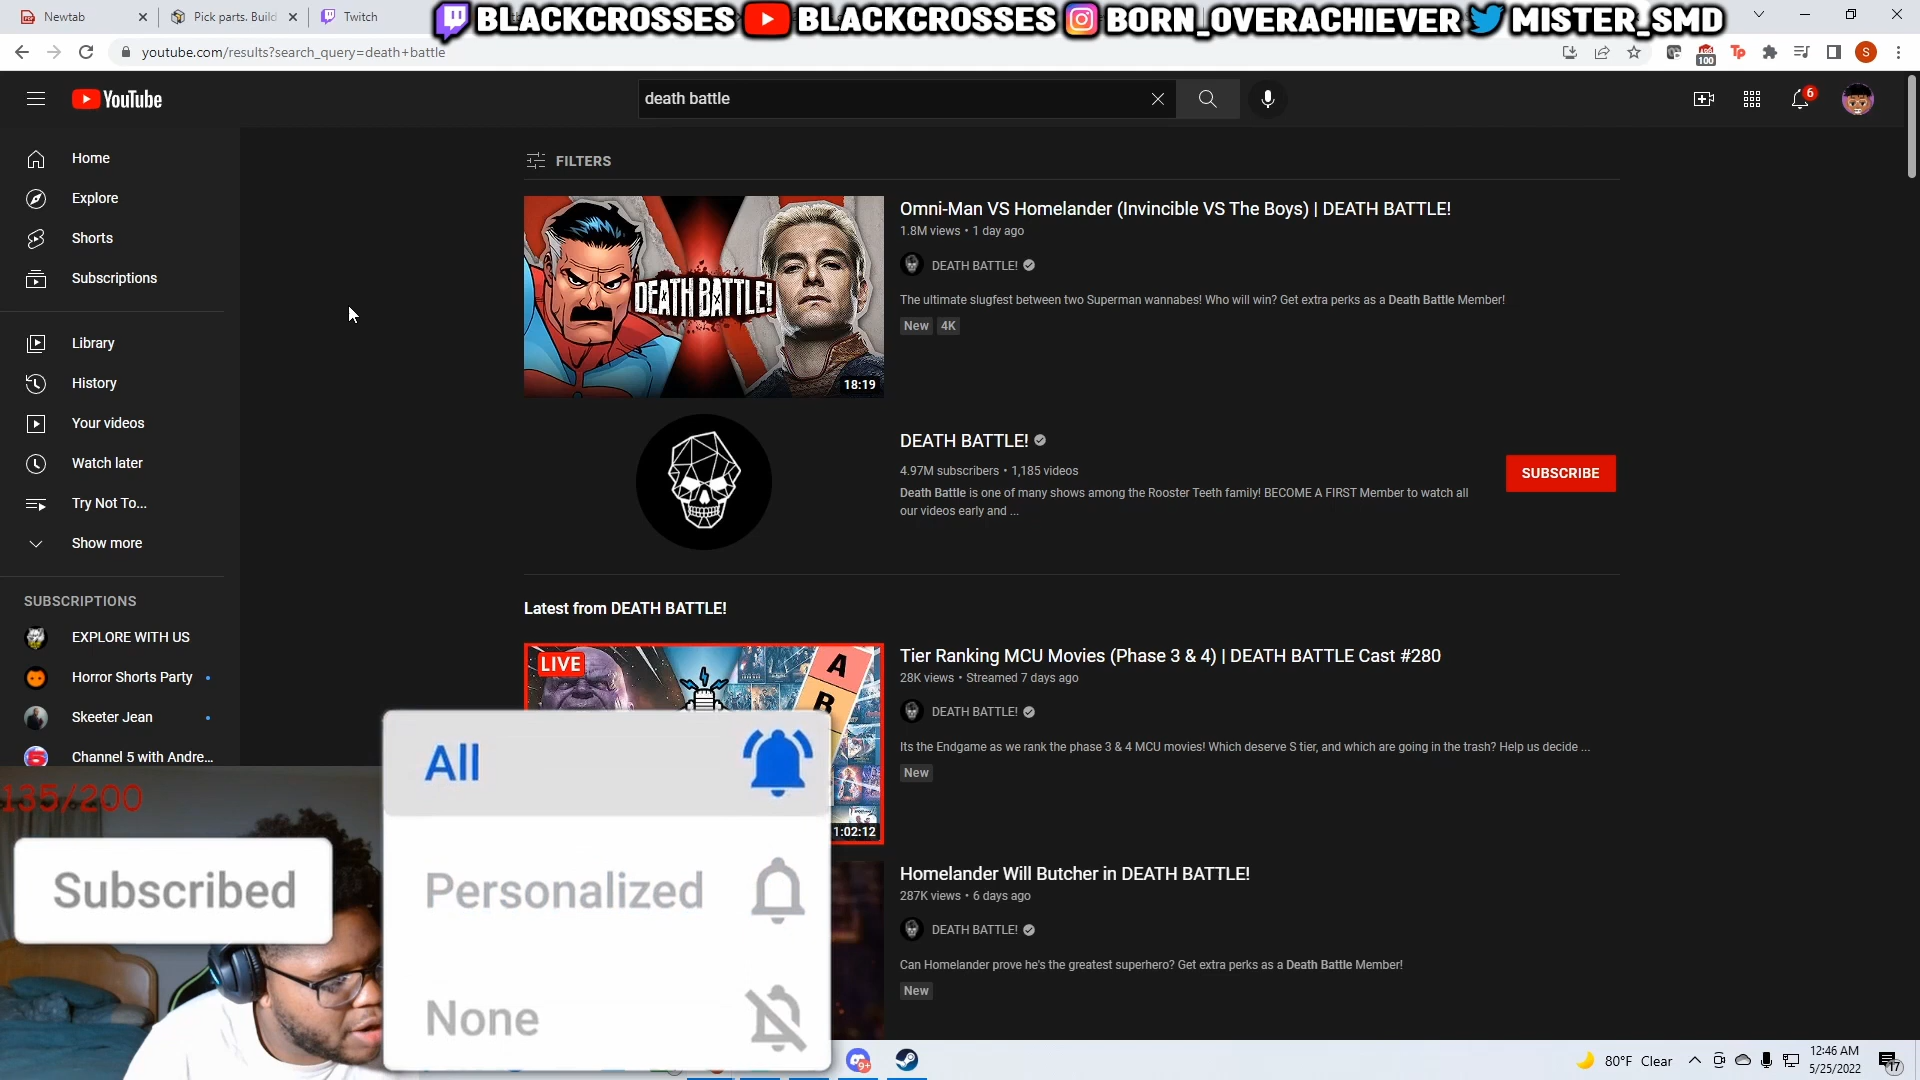 Newtab
Pick parts. Build
Twitch
BLACKCROSSES
BLACKCROSSES
BORN_OVERACHIEVER
MISTER_SMD
youtube.com/results?search_query=death+battle
100
Tp
S
YouTube
death battle
6
Home
Explore
Shorts
Subscriptions
Library
History
Your videos
Watch later
Try Not To...
Show more
SUBSCRIPTIONS
EXPLORE WITH US
Horror Shorts Party
Skeeter Jean
Channel 5 with Andre...
FILTERS
DEATH BATTLE!
18:19
Omni-Man VS Homelander (Invincible VS The Boys) | DEATH BATTLE!
1.8M views • 1 day ago
DEATH BATTLE!
The ultimate slugfest between two Superman wannabes! Who will win? Get extra perks as a Death Battle Member!
New
4K
DEATH BATTLE!
4.97M subscribers • 1,185 videos
Death Battle is one of many shows among the Rooster Teeth family! BECOME A FIRST Member to watch all
our videos early and ...
SUBSCRIBE
Latest from DEATH BATTLE!
LIVE
A
B
1:02:12
Tier Ranking MCU Movies (Phase 3 & 4) | DEATH BATTLE Cast #280
28K views • Streamed 7 days ago
DEATH BATTLE!
Its the Endgame as we rank the phase 3 & 4 MCU movies! Which deserve S tier, and which are going in the trash? Help us decide ...
New
Homelander Will Butcher in DEATH BATTLE!
287K views • 6 days ago
DEATH BATTLE!
Can Homelander prove he's the greatest superhero? Get extra perks as a Death Battle Member!
New
135/200
Subscribed
All
Personalized
None
9+
80°F Clear
12:46 AM
5/25/2022
17